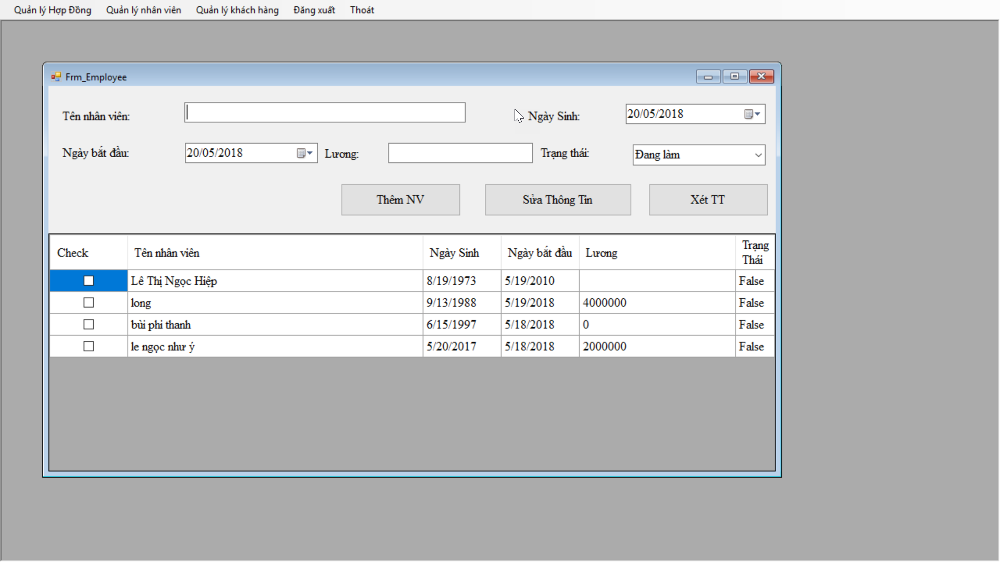 Quản lý Hợp Đồng Quản lý nhân viên Quản lý khách hàng Đăng xuất Thoát
Frm_Employee
Tên nhân viên: Ngày Sinh: 20/05/2018
Ngày bắt đầu: 20/05/2018 Lương: Trạng thái: Đang làm
Thêm NV Sửa Thông Tin Xét TT
Check Tên nhân viên Ngày Sinh Ngày bắt đầu Lương Trạng Thái
Lê Thị Ngọc Hiệp 8/19/1973 5/19/2010 False
long 9/13/1988 5/19/2018 4000000 False
bùi phi thanh 6/15/1997 5/18/2018 0 False
le ngọc như ý 5/20/2017 5/18/2018 2000000 False